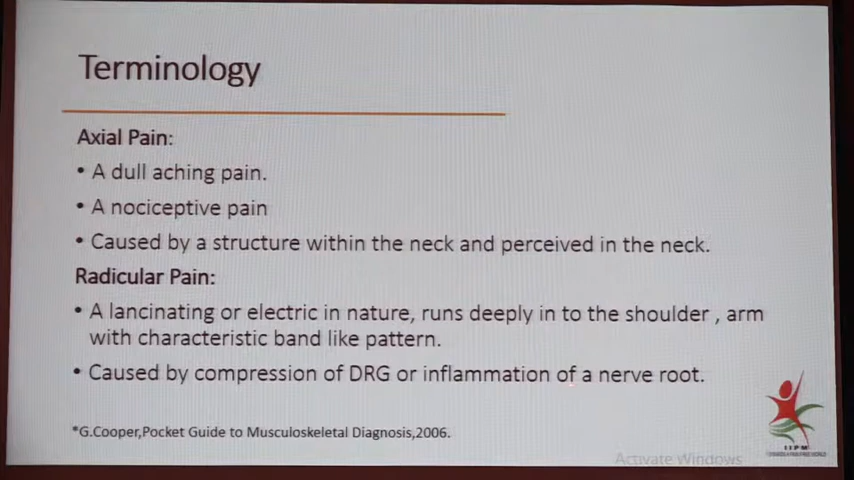 Terminology
Axial Pain:
• A dull aching pain.
• A nociceptive pain
• Caused by a structure within the neck and perceived in the neck.
Radicular Pain:
• A lancinating or electric in nature, runs deeply in to the shoulder , arm
with characteristic band like pattern.
• Caused by compression of DRG or inflammation of a nerve root.
*G.Cooper,Pocket Guide to Musculoskeletal Diagnosis,2006.
Activate Windows